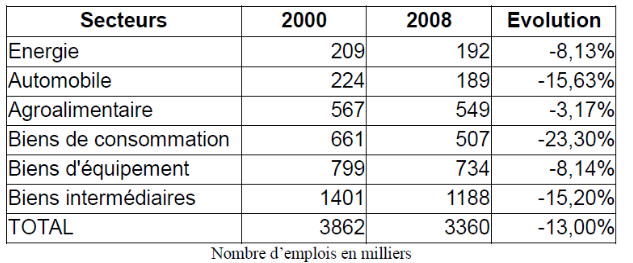 Secteurs 2000 2008 Evolution
Energie 209 192 -8,13%
Automobile 224 189 -15,63%
Agroalimentaire 567 549 -3,17%
Biens de consommation 661 507 -23,30%
Biens d'équipement 799 734 -8,14%
Biens intermédiaires 1401 1188 -15,20%
TOTAL 3862 3360 -13,00%
Nombre d’emplois en milliers